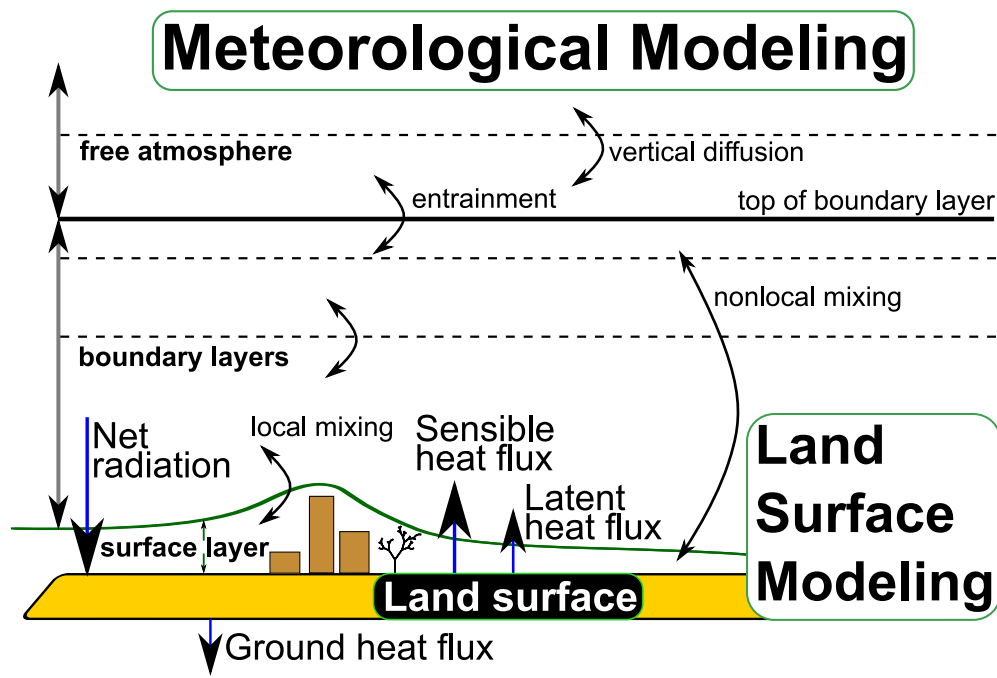 Meteorological Modeling
free atmosphere
vertical diffusion
entrainment
top of boundary layer
nonlocal mixing
boundary layers
Net
radiation
local mixing
Sensible
heat flux
Latent
heat flux
Land
Surface
Modeling
surface layer
Land surface
Ground heat flux